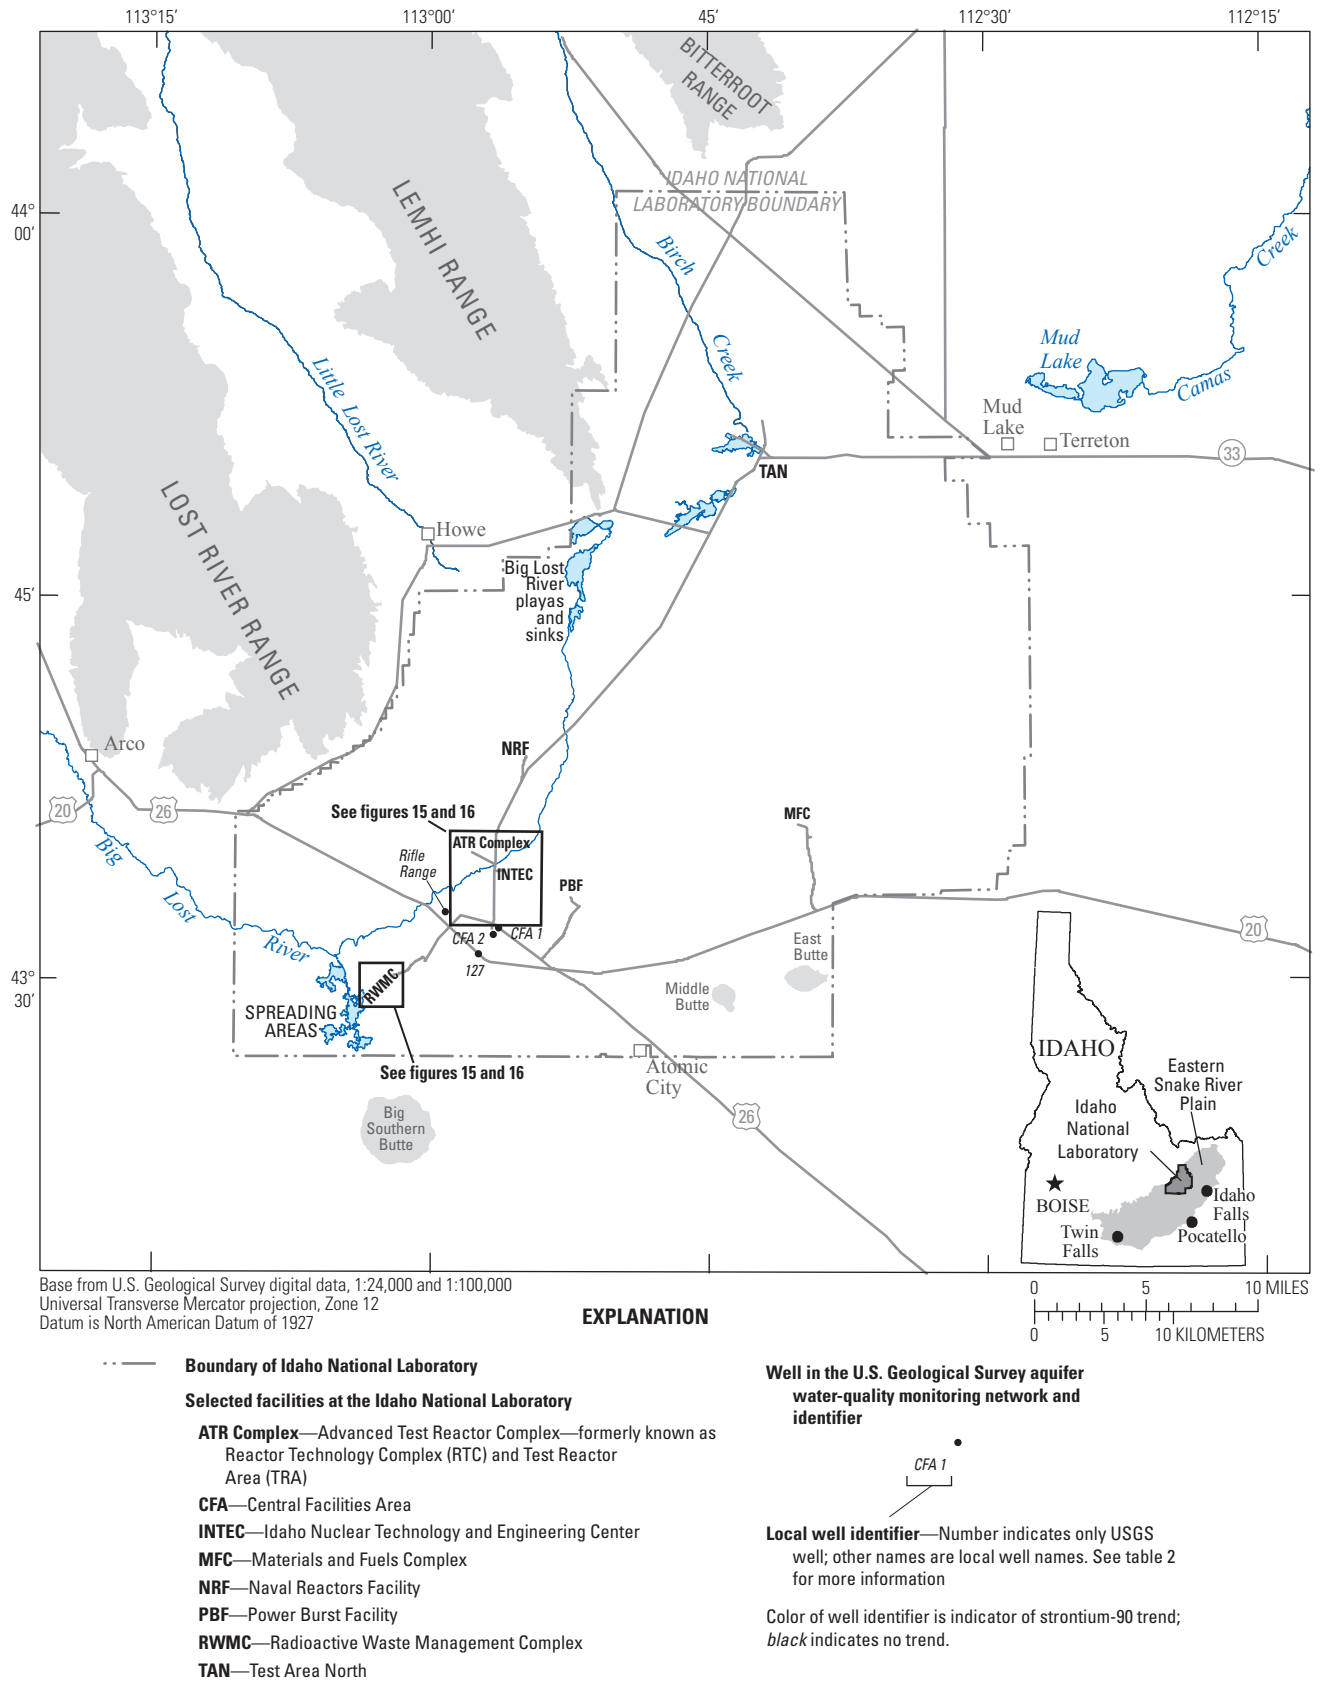 113°15′
113°00′
45′
112°30′
112°15′
BITTERROOT
RANGE
IDAHO NATIONAL
LABORATORY BOUNDARY
44°
00′
LEMHI RANGE
Birch
Creek
Creek
Camas
Mud
Lake
Mud
Lake
Terreton
33
Little Lost River
TAN
LOST RIVER RANGE
Howe
Big Lost
River
playas
and
sinks
45′
Arco
NRF
20
26
See figures 15 and 16
MFC
ATR Complex
Rifle
Range
INTEC
PBF
Big
Lost
River
CFA 2
CFA 1
127
East
Butte
20
43°
30′
RWMC
Middle
Butte
SPREADING
AREAS
See figures 15 and 16
Atomic
City
26
Big
Southern
Butte
IDAHO
Eastern
Snake River
Plain
Idaho
National
Laboratory
BOISE
Idaho
Falls
Twin
Falls
Pocatello
Base from U.S. Geological Survey digital data, 1:24,000 and 1:100,000
Universal Transverse Mercator projection, Zone 12
Datum is North American Datum of 1927
0 5 10 MILES
0 5 10 KILOMETERS
EXPLANATION
Boundary of Idaho National Laboratory
Selected facilities at the Idaho National Laboratory
ATR Complex—Advanced Test Reactor Complex—formerly known as
Reactor Technology Complex (RTC) and Test Reactor
Area (TRA)
CFA—Central Facilities Area
INTEC—Idaho Nuclear Technology and Engineering Center
MFC—Materials and Fuels Complex
NRF—Naval Reactors Facility
PBF—Power Burst Facility
RWMC—Radioactive Waste Management Complex
TAN—Test Area North
Well in the U.S. Geological Survey aquifer
water-quality monitoring network and
identifier
CFA 1
Local well identifier—Number indicates only USGS
well; other names are local well names. See table 2
for more information
Color of well identifier is indicator of strontium-90 trend;
black indicates no trend.